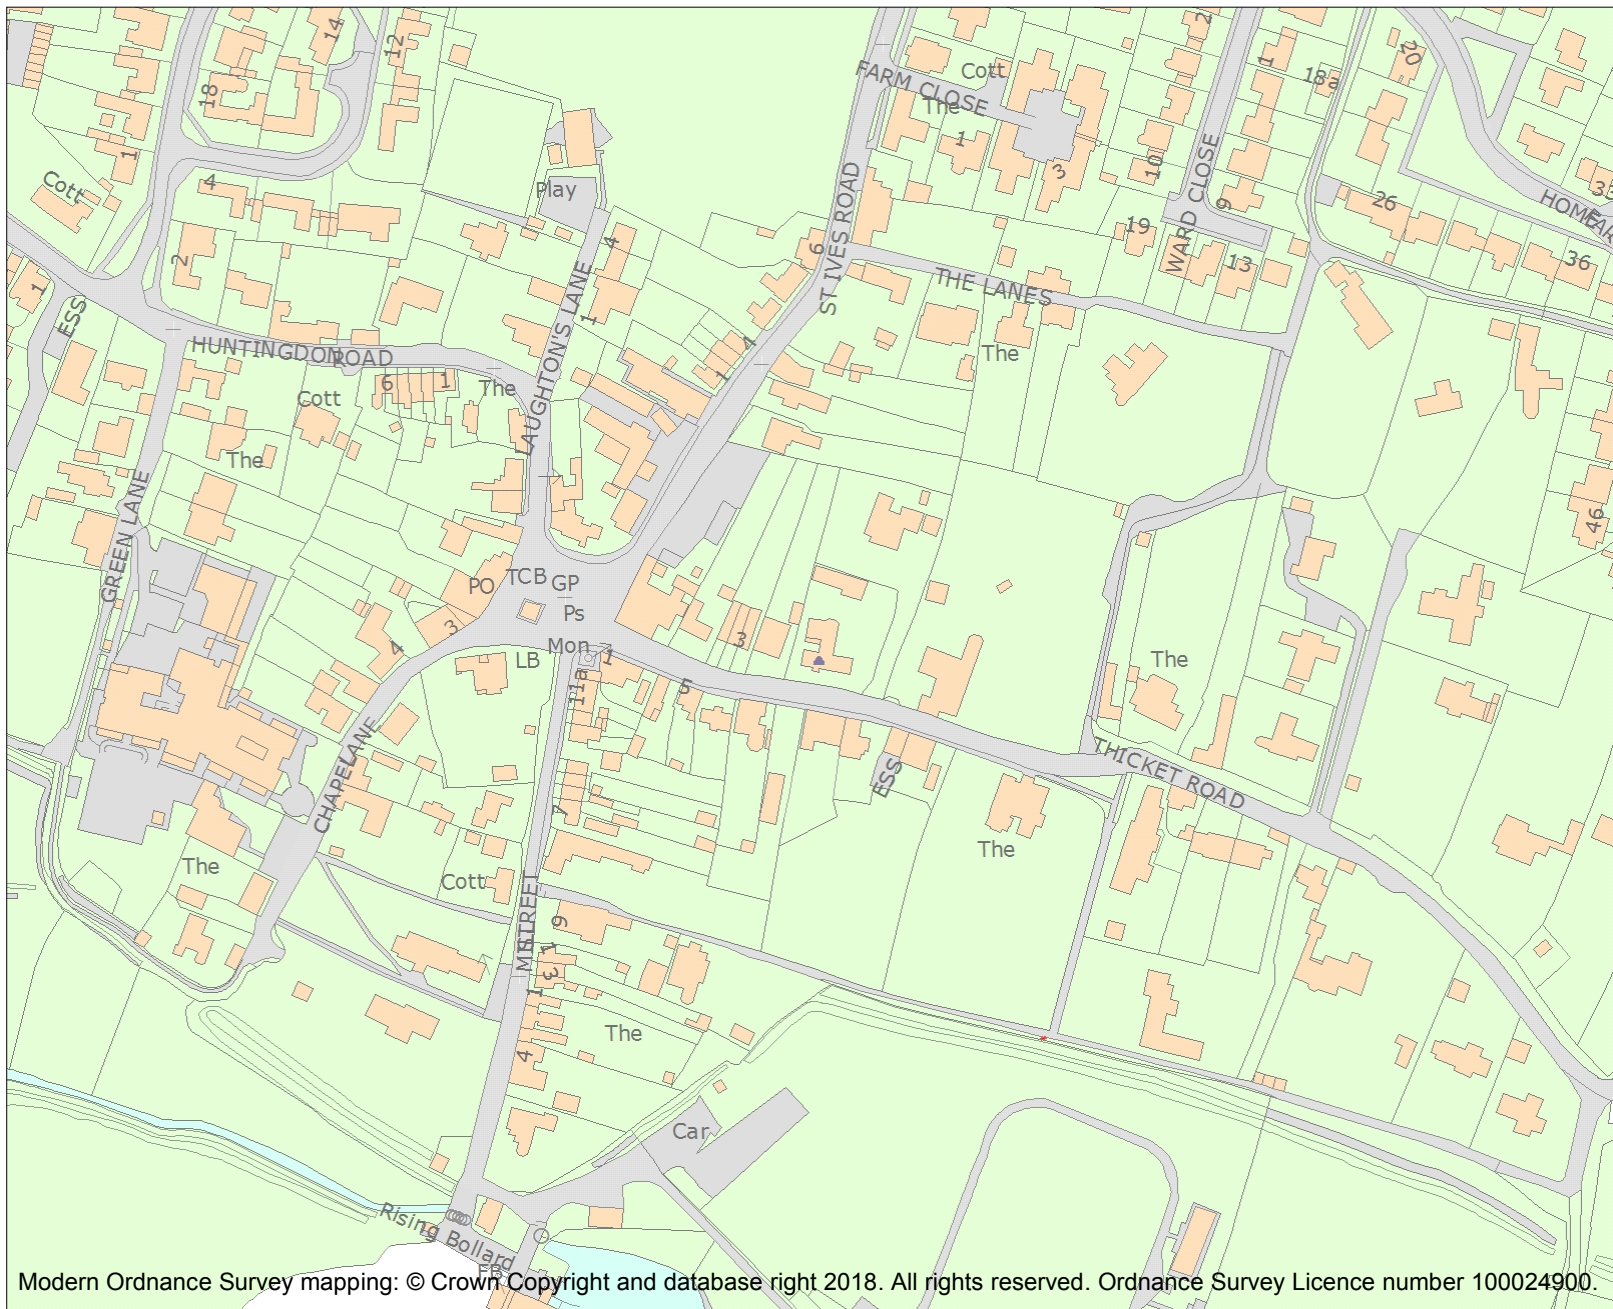 14
12
2
20
FARM CLOSE
Cott
1
18a
18
The
1
1
3
10
WARD CLOSE
Cott
4
Play
ST IVES ROAD
9
26
HOME
19
2
4
6
13
36
1
ESS
LAUGHTON'S LANE
1
THE LANES
HUNTINGDON ROAD
4
1
The
6
1
The
Cott
The
GREEN LANE
46
PO
TCB
GP
Ps
3
4
Mon
LB
1
3
11a
5
The
CHAPEL LANE
THICKET ROAD
ESS
7
The
The
Cott
MILL STREET
9
1
3
1
4
The
Car
Rising Bollard
FB
Modern Ordnance Survey mapping: © Crown Copyright and database right 2018. All rights reserved. Ordnance Survey Licence number 100024900.